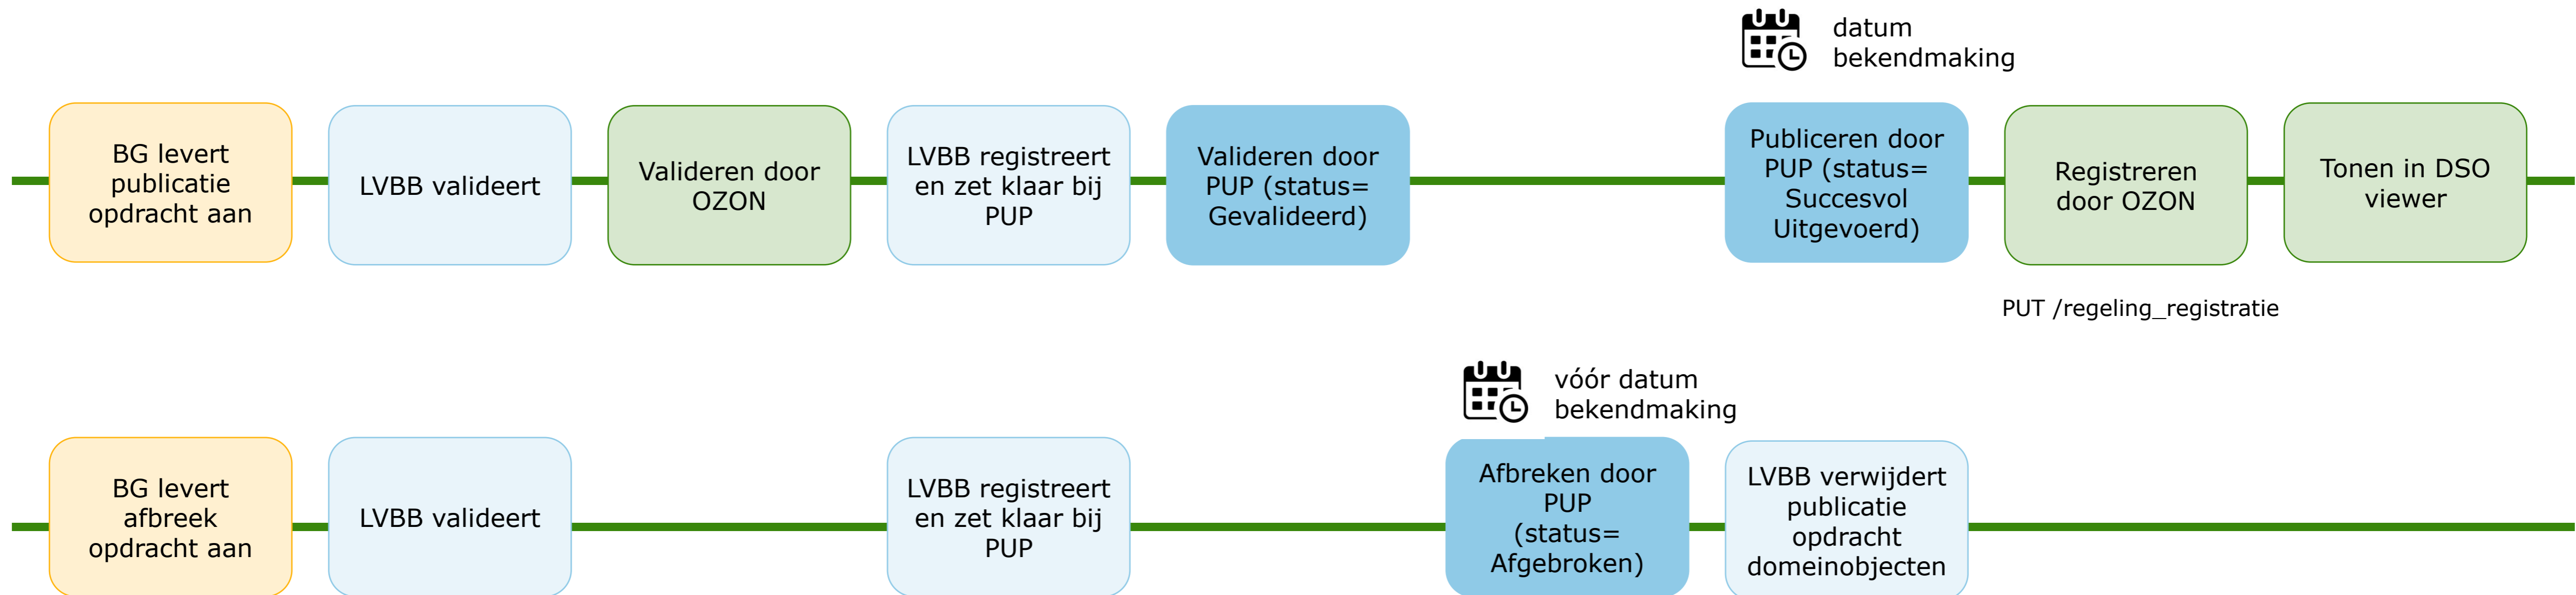 datum
bekendmaking
BG levert
publicatie
opdracht aan
LVBB valideert
Valideren door
OZON
LVBB registreert
en zet klaar bij
PUP
Valideren door
PUP (status=
Gevalideerd)
Publiceren door
PUP (status=
Succesvol
Uitgevoerd)
Registreren
door OZON
Tonen in DSO
viewer
PUT /regeling_registratie
vóór datum
bekendmaking
BG levert
afbreek
opdracht aan
LVBB valideert
LVBB registreert
en zet klaar bij
PUP
Afbreken door
PUP
(status=
Afgebroken)
LVBB verwijdert
publicatie
opdracht
domeinobjecten